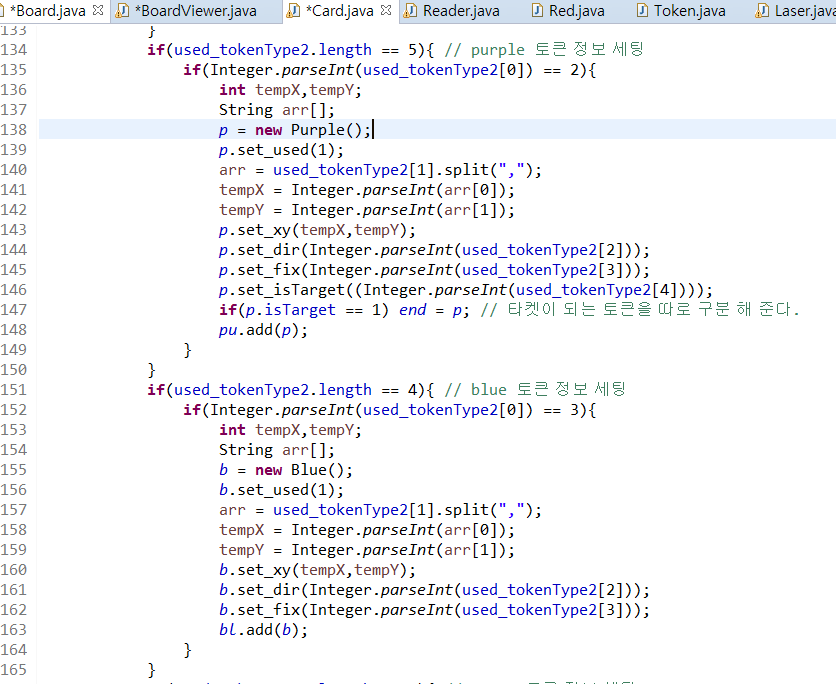 *Board.java *BoardViewer.java *Card.java Reader.java Red.java Token.java Laser.java
133 }
134 if(used_tokenType2.length == 5){ // purple 토큰 정보 세팅
135 if(Integer.parseInt(used_tokenType2[0]) == 2){
136 int tempX,tempY;
137 String arr[];
138 p = new Purple();
139 p.set_used(1);
140 arr = used_tokenType2[1].split(",");
141 tempX = Integer.parseInt(arr[0]);
142 tempY = Integer.parseInt(arr[1]);
143 p.set_xy(tempX,tempY);
144 p.set_dir(Integer.parseInt(used_tokenType2[2]));
145 p.set_fix(Integer.parseInt(used_tokenType2[3]));
146 p.set_isTarget((Integer.parseInt(used_tokenType2[4])));
147 if(p.isTarget == 1) end = p; // 타켓이 되는 토큰을 따로 구분 해 준다.
148 pu.add(p);
149 }
150 }
151 if(used_tokenType2.length == 4){ // blue 토큰 정보 세팅
152 if(Integer.parseInt(used_tokenType2[0]) == 3){
153 int tempX,tempY;
154 String arr[];
155 b = new Blue();
156 b.set_used(1);
157 arr = used_tokenType2[1].split(",");
158 tempX = Integer.parseInt(arr[0]);
159 tempY = Integer.parseInt(arr[1]);
160 b.set_xy(tempX,tempY);
161 b.set_dir(Integer.parseInt(used_tokenType2[2]));
162 b.set_fix(Integer.parseInt(used_tokenType2[3]));
163 bl.add(b);
164 }
165 }